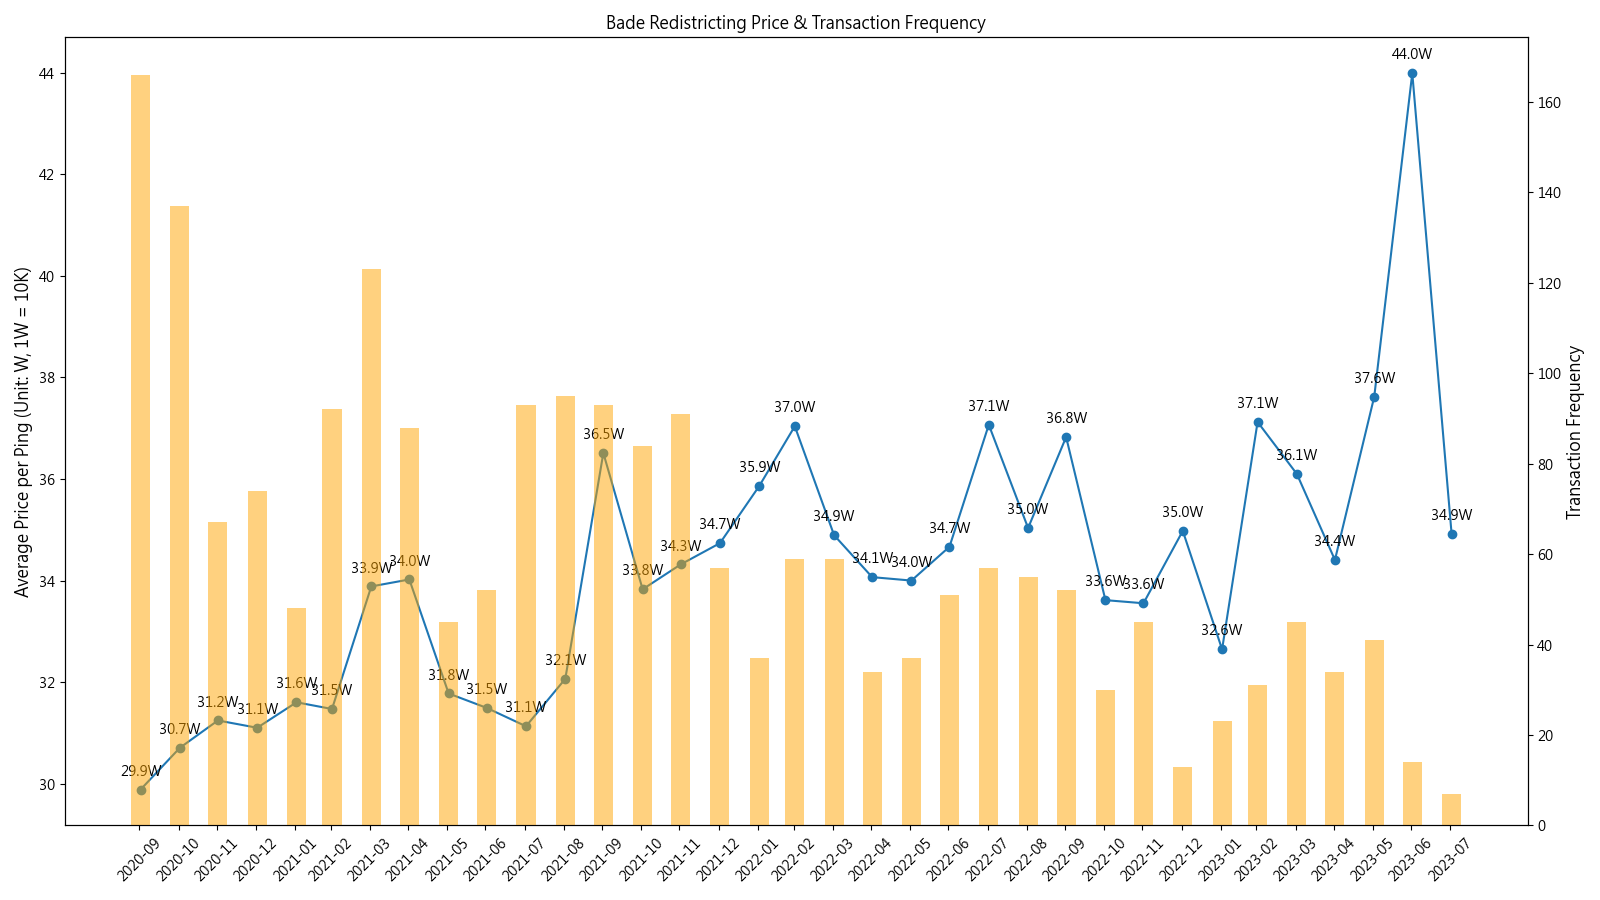 Bade Redistricting Price & Transaction Frequency
Average Price per Ping (Unit: W, 1W = 10K)
44
42
40
38
36
34
32
30
29.9W
30.7W
31.2W
31.1W
31.6W
31.5W
33.9W
34.0W
31.8W
31.5W
31.1W
32.1W
36.5W
33.8W
34.3W
34.7W
35.9W
37.0W
34.9W
34.1W
34.0W
34.7W
37.1W
35.0W
36.8W
33.6W
33.6W
35.0W
32.6W
37.1W
36.1W
34.4W
37.6W
44.0W
34.9W
160
140
120
100
80
60
40
20
0
Transaction Frequency
2020-09
2020-10
2020-11
2020-12
2021-01
2021-02
2021-03
2021-04
2021-05
2021-06
2021-07
2021-08
2021-09
2021-10
2021-11
2021-12
2022-01
2022-02
2022-03
2022-04
2022-05
2022-06
2022-07
2022-08
2022-09
2022-10
2022-11
2022-12
2023-01
2023-02
2023-03
2023-04
2023-05
2023-06
2023-07